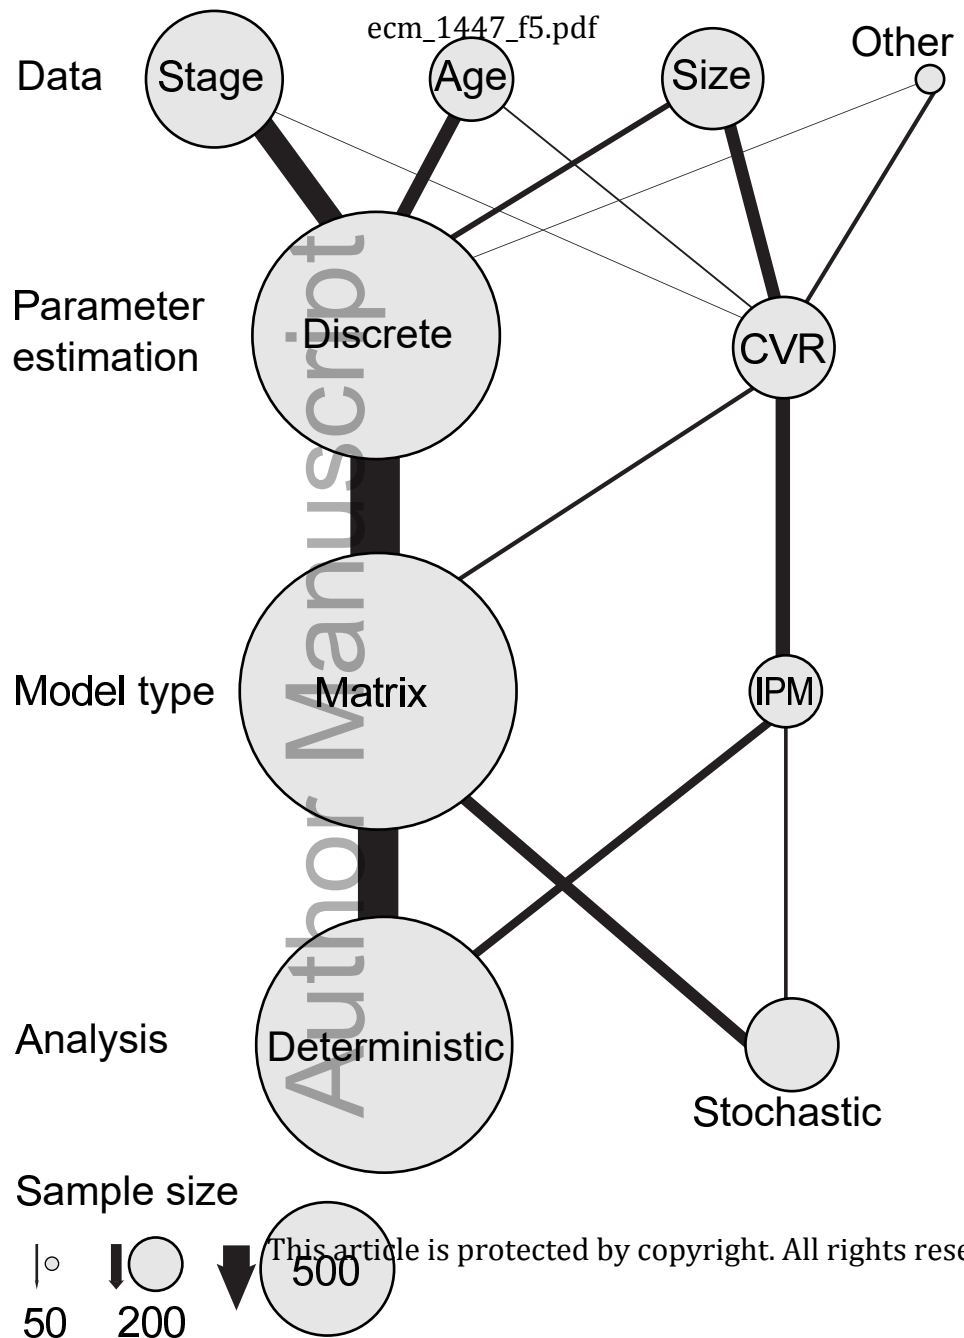 ecm_1447_f5.pdf
Data
Stage
Age
Size
Other
Parameter
estimation
Discrete
CVR
Model type
Matrix
IPM
Analysis
Deterministic
Stochastic
Author Manuscript
Sample size
50
200
500
This article is protected by copyright. All rights rese